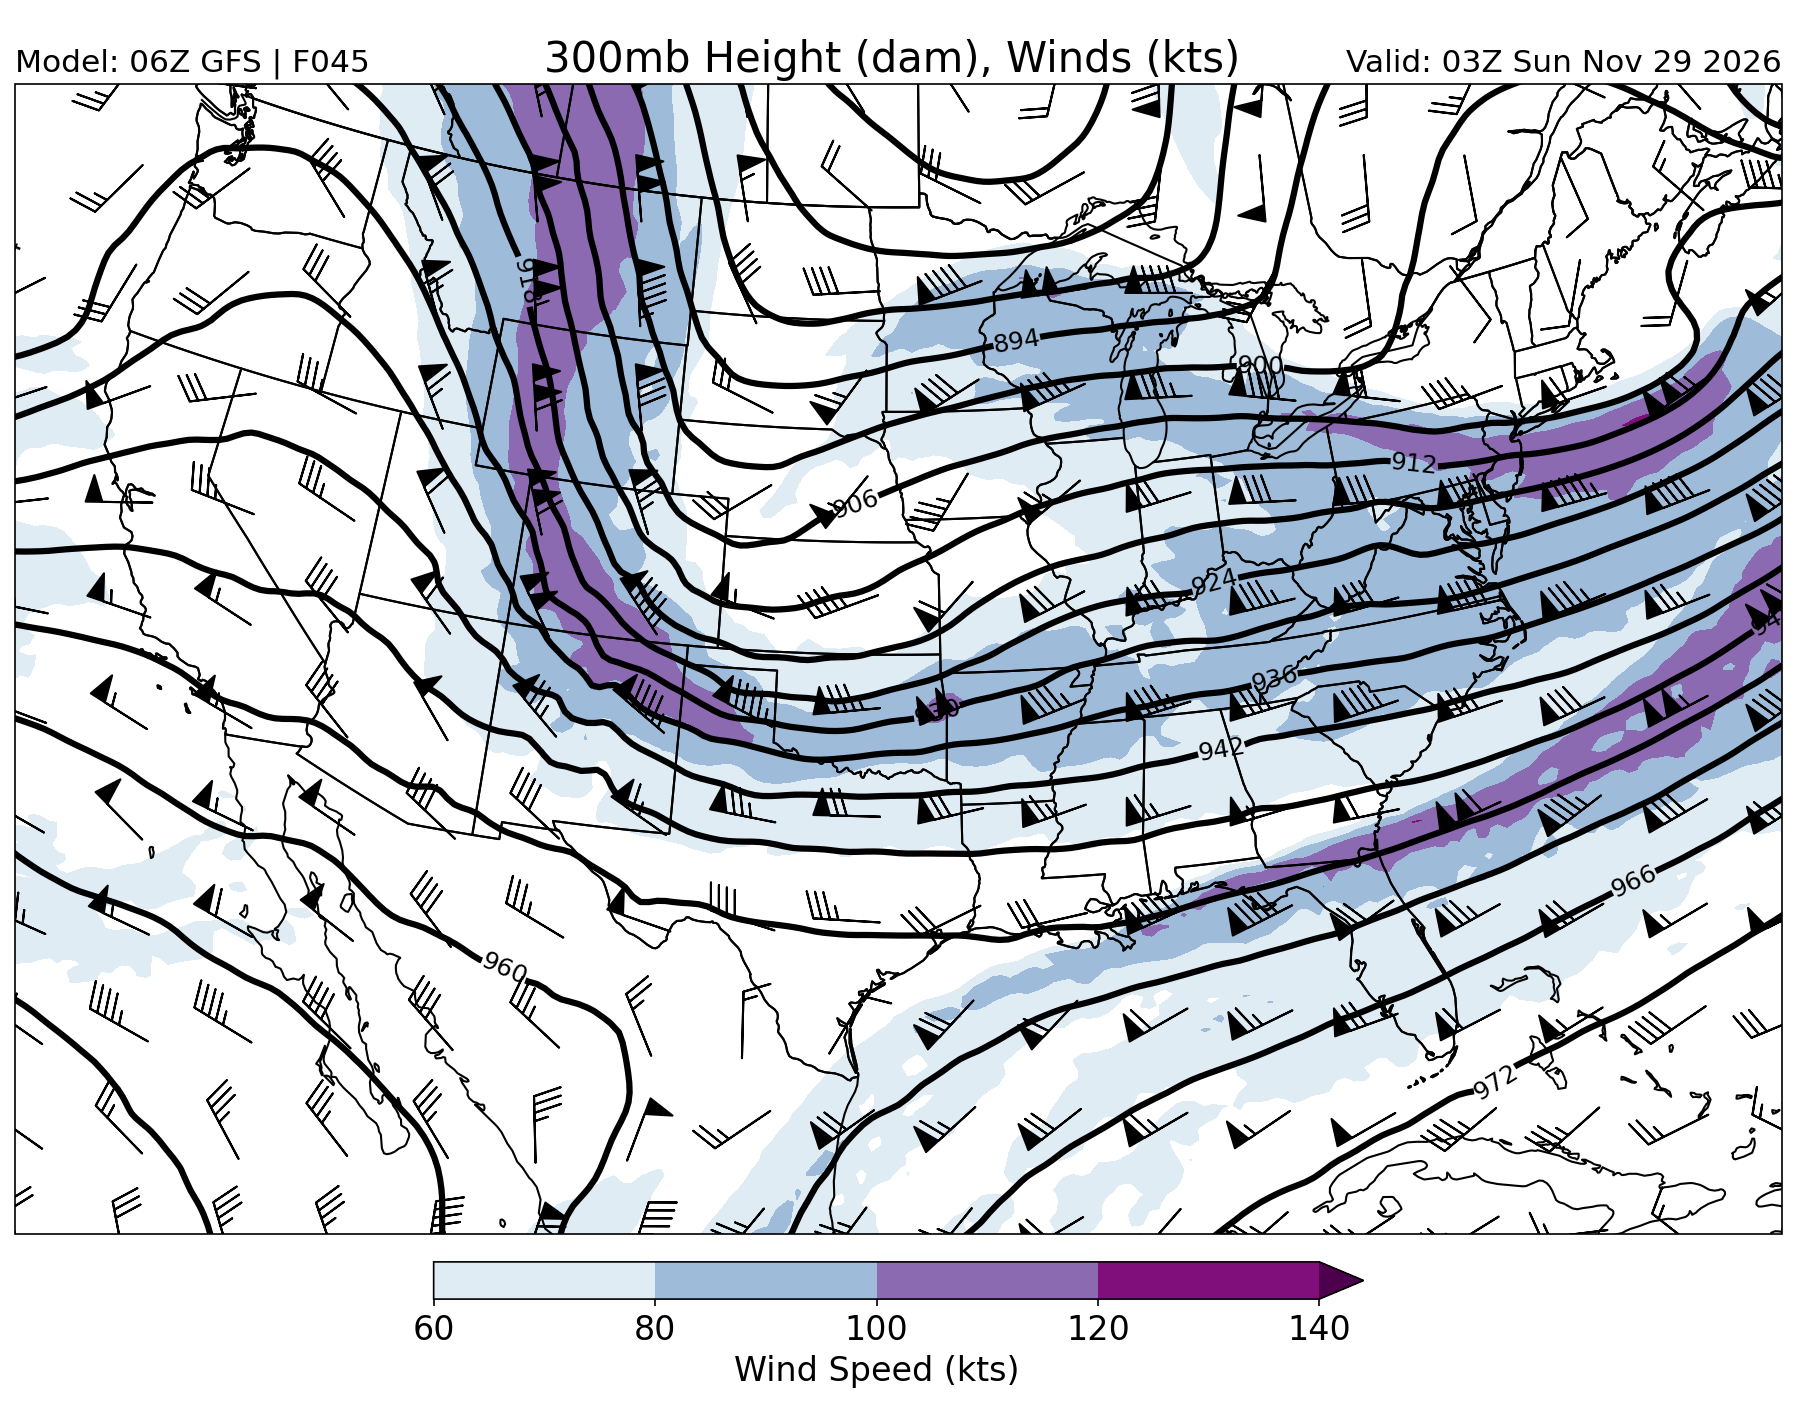 Model: 06Z GFS | F045
300mb Height (dam), Winds (kts)
Valid: 03Z Sun Nov 29 2026
918
894
900
912
906
924
936
930
942
966
960
972
60 80 100 120 140
Wind Speed (kts)